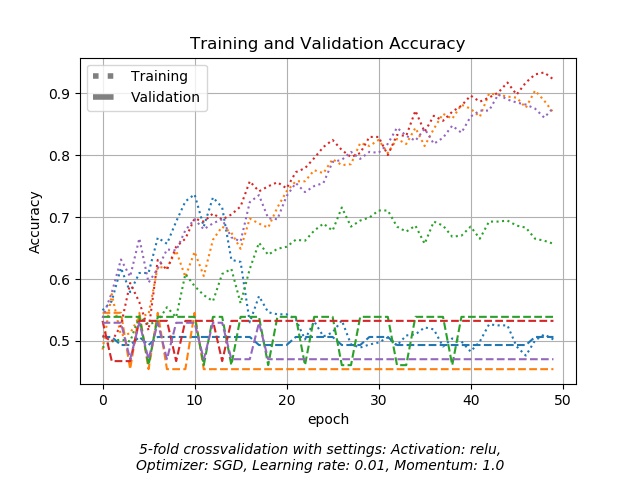 Training and Validation Accuracy
Training
Validation
0.9
0.8
0.7
0.6
0.5
Accuracy
0 10 20 30 40 50
epoch
5-fold crossvalidation with settings: Activation: relu,
Optimizer: SGD, Learning rate: 0.01, Momentum: 1.0